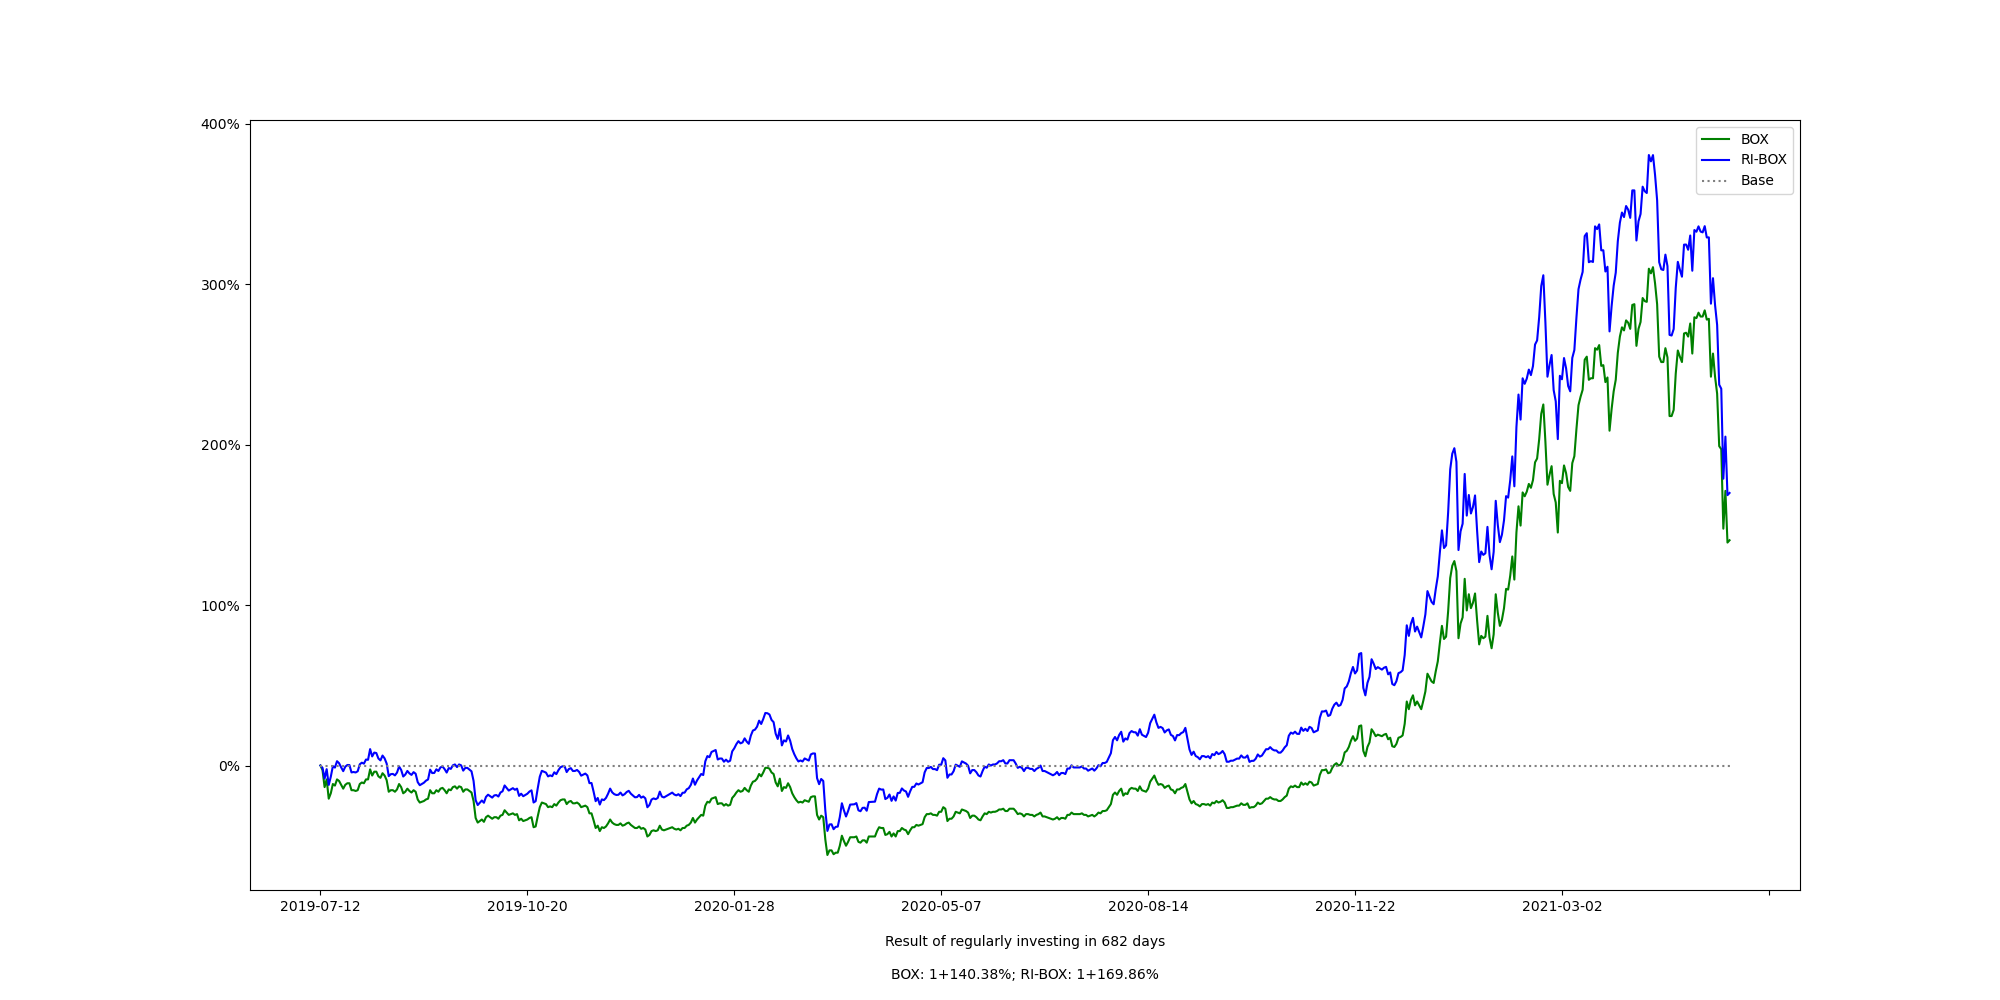 400%
300%
200%
100%
0%
BOX
RI-BOX
Base
2019-07-12 2019-10-20 2020-01-28 2020-05-07 2020-08-14 2020-11-22 2021-03-02
Result of regularly investing in 682 days
BOX: 1+140.38%; RI-BOX: 1+169.86%